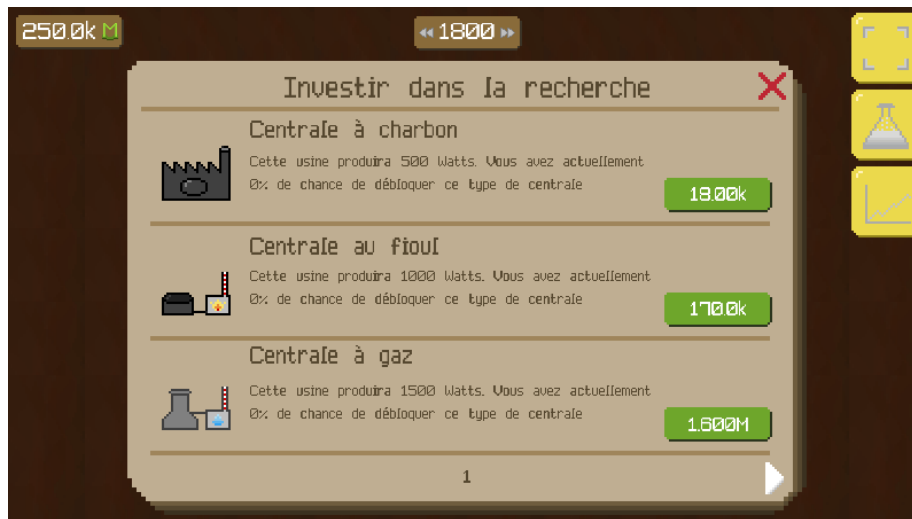 250.0k M
1800
Investir dans la recherche
Centrale à charbon
Cette usine produira 500 Watts. Vous avez actuellement
0% de chance de débloquer ce type de centrale
18.00k
Centrale au fioul
Cette usine produira 1000 Watts. Vous avez actuellement
0% de chance de débloquer ce type de centrale
170.0k
Centrale à gaz
Cette usine produira 1500 Watts. Vous avez actuellement
0% de chance de débloquer ce type de centrale
1.600M
1